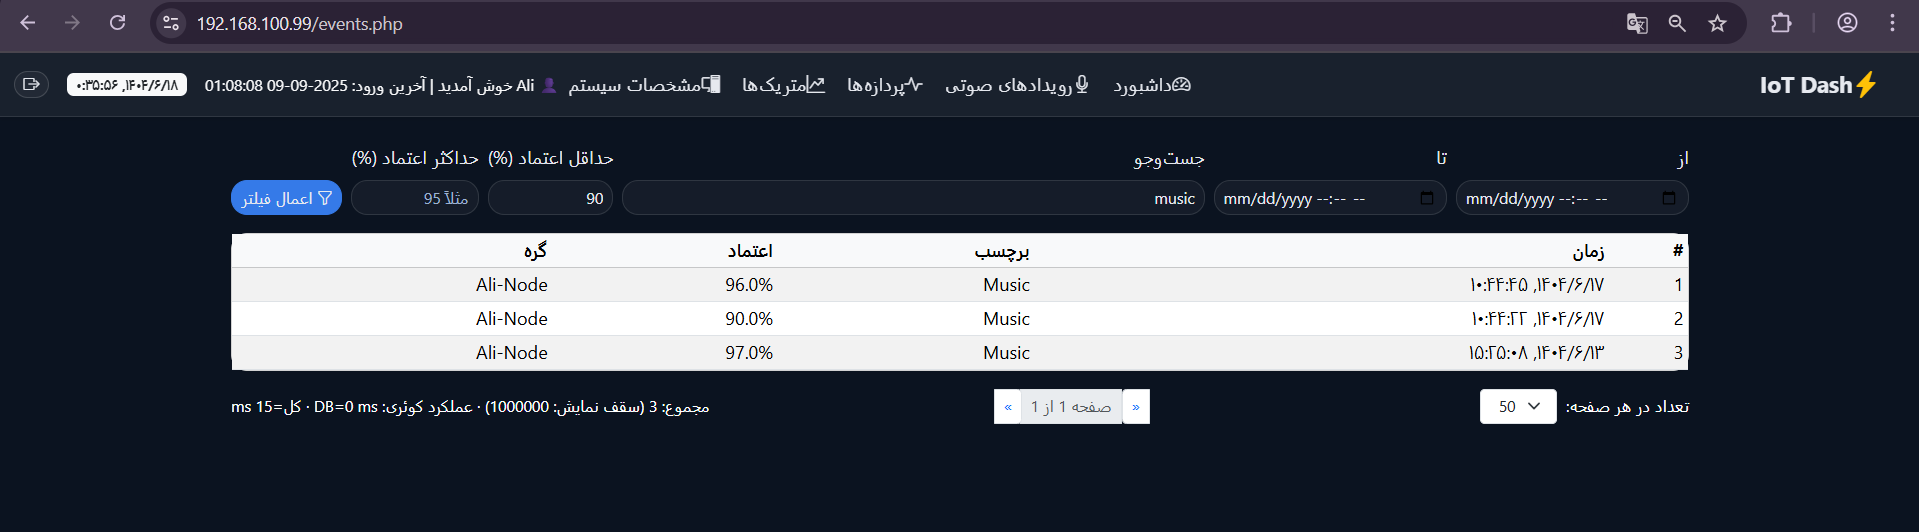 192.168.100.99/events.php
IoT Dash
داشبورد
رویدادهای صوتی
پردازه‌ها
متریک‌ها
مشخصات سیستم
Ali خوش آمدید | آخرین ورود: 2025-09-09 01:08:08
۱۴۰۴/۶/۱۸, ۰:۳۵:۵۶
از تا جست‌وجو حداقل اعتماد (%) حداکثر اعتماد (%)
mm/dd/yyyy --:-- -- mm/dd/yyyy --:-- -- music 90 مثلاً 95 اعمال فیلتر
# زمان برچسب اعتماد گره
1 ۱۴۰۴/۶/۱۷, ۱۰:۴۴:۴۵ Music 96.0% Ali-Node
2 ۱۴۰۴/۶/۱۷, ۱۰:۴۴:۲۲ Music 90.0% Ali-Node
3 ۱۴۰۴/۶/۱۳, ۱۵:۲۵:۰۸ Music 97.0% Ali-Node
تعداد در هر صفحه: 50
« صفحه 1 از 1 »
مجموع: 3 (سقف نمایش: 1000000) · عملکرد کوئری: DB=0 ms · کل=15 ms